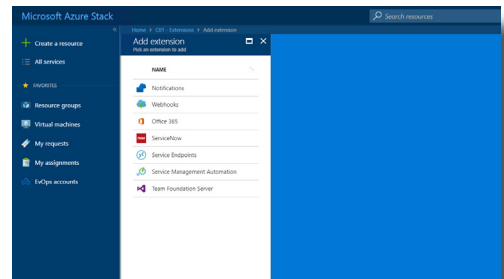 Microsoft Azure Stack
Search resources
Home > CB1 - Extensions > Add extension
Create a resource
All services
FAVORITES
Resource groups
Virtual machines
My requests
My assignments
EvOps accounts
Add extension
Pick an extension to add
NAME
Notifications
Webhooks
Office 365
ServiceNow
Service Endpoints
Service Management Automation
Team Foundation Server